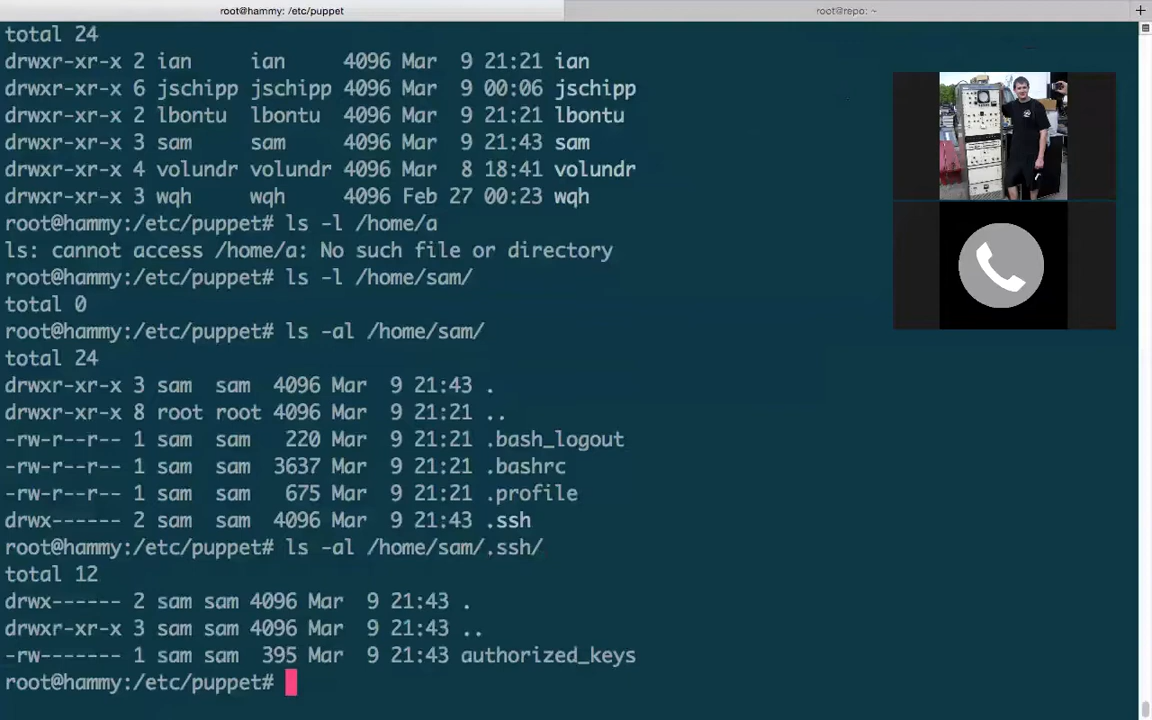 root@hammy: /etc/puppet
root@repo: ~
+
total 24
drwxr-xr-x 2 ian     ian     4096 Mar  9 21:21 ian
drwxr-xr-x 6 jschipp jschipp 4096 Mar  9 00:06 jschipp
drwxr-xr-x 2 lbontu  lbontu  4096 Mar  9 21:21 lbontu
drwxr-xr-x 3 sam     sam     4096 Mar  9 21:43 sam
drwxr-xr-x 4 volundr volundr 4096 Mar  8 18:41 volundr
drwxr-xr-x 3 wqh     wqh     4096 Feb 27 00:23 wqh
root@hammy:/etc/puppet# ls -l /home/a
ls: cannot access /home/a: No such file or directory
root@hammy:/etc/puppet# ls -l /home/sam/
total 0
root@hammy:/etc/puppet# ls -al /home/sam/
total 24
drwxr-xr-x 3 sam  sam  4096 Mar  9 21:43 .
drwxr-xr-x 8 root root 4096 Mar  9 21:21 ..
-rw-r--r-- 1 sam  sam   220 Mar  9 21:21 .bash_logout
-rw-r--r-- 1 sam  sam  3637 Mar  9 21:21 .bashrc
-rw-r--r-- 1 sam  sam   675 Mar  9 21:21 .profile
drwx------ 2 sam  sam  4096 Mar  9 21:43 .ssh
root@hammy:/etc/puppet# ls -al /home/sam/.ssh/
total 12
drwx------ 2 sam sam 4096 Mar  9 21:43 .
drwxr-xr-x 3 sam sam 4096 Mar  9 21:43 ..
-rw------- 1 sam sam  395 Mar  9 21:43 authorized_keys
root@hammy:/etc/puppet#